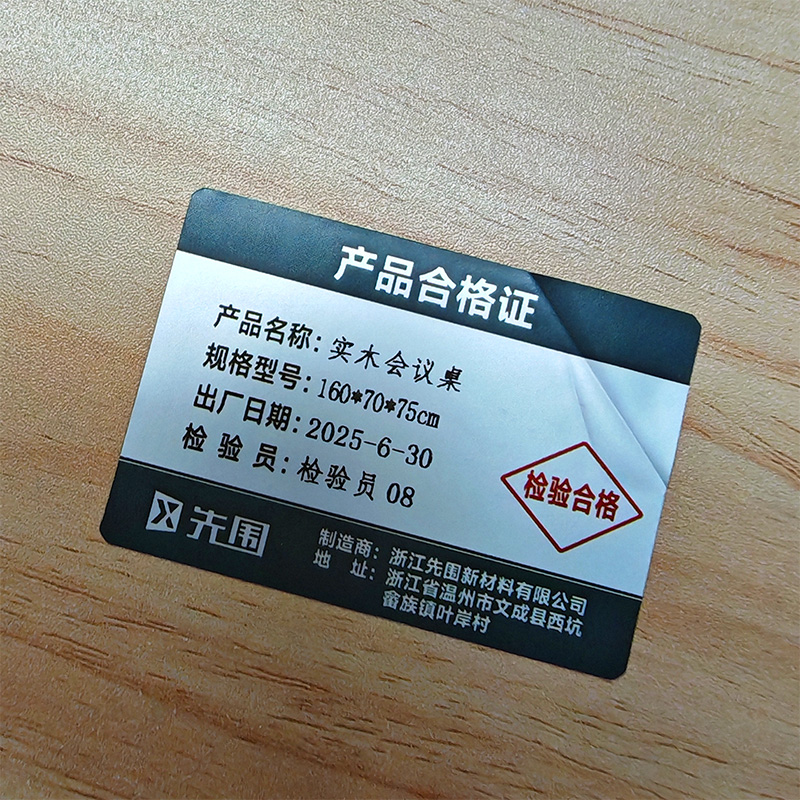 产品合格证
产品名称：实木会议桌
规格型号：160*70*75cm
出厂日期：2025-6-30
检 验 员：检验员 08
检验合格
先围
制造商：浙江先围新材料有限公司
地 址：浙江省温州市文成县西坑
畲族镇叶岸村